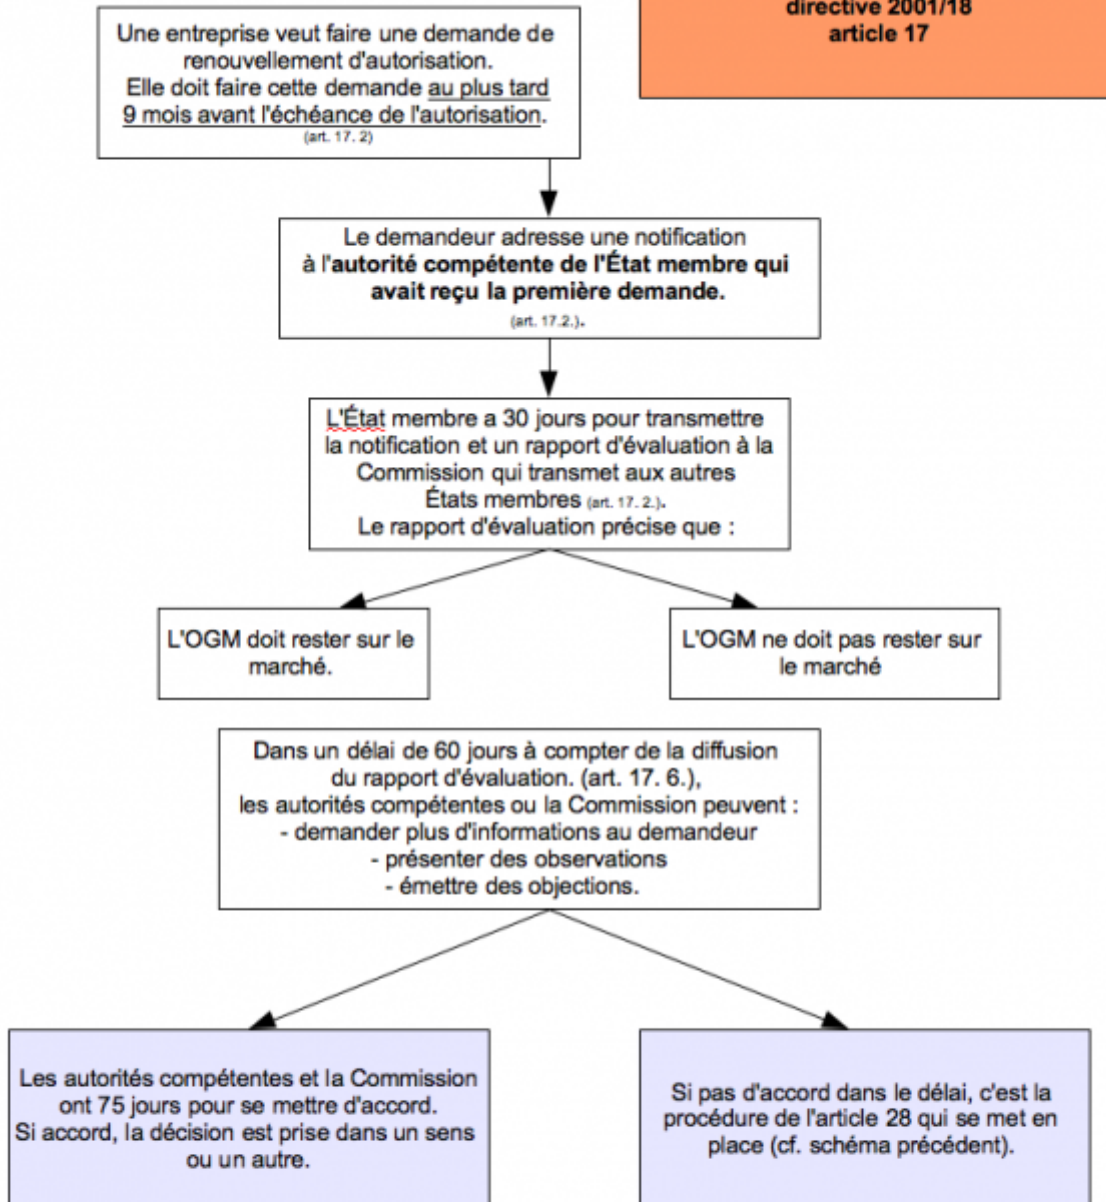 directive 2001/18
article 17
Une entreprise veut faire une demande de
renouvellement d'autorisation.
Elle doit faire cette demande au plus tard
9 mois avant l'échéance de l'autorisation.
(art. 17. 2)
Le demandeur adresse une notification
à l'autorité compétente de l'État membre qui
avait reçu la première demande.
(art. 17.2.).
L'État membre a 30 jours pour transmettre
la notification et un rapport d'évaluation à la
Commission qui transmet aux autres
États membres (art. 17. 2.).
Le rapport d'évaluation précise que :
L'OGM doit rester sur le
marché.
L'OGM ne doit pas rester sur
le marché
Dans un délai de 60 jours à compter de la diffusion
du rapport d'évaluation. (art. 17. 6.),
les autorités compétentes ou la Commission peuvent :
- demander plus d'informations au demandeur
- présenter des observations
- émettre des objections.
Les autorités compétentes et la Commission
ont 75 jours pour se mettre d'accord.
Si accord, la décision est prise dans un sens
ou un autre.
Si pas d'accord dans le délai, c'est la
procédure de l'article 28 qui se met en
place (cf. schéma précédent).